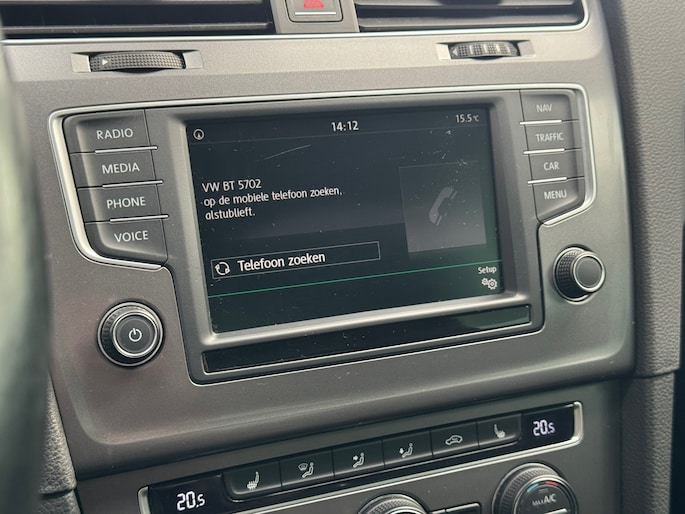 14:12
15.5°C
RADIO
MEDIA
PHONE
VOICE
NAV
TRAFFIC
CAR
MENU
VW BT 5702
op de mobiele telefoon zoeken,
alstublieft.
Telefoon zoeken
Setup
20.5
20.5
MAX A/C